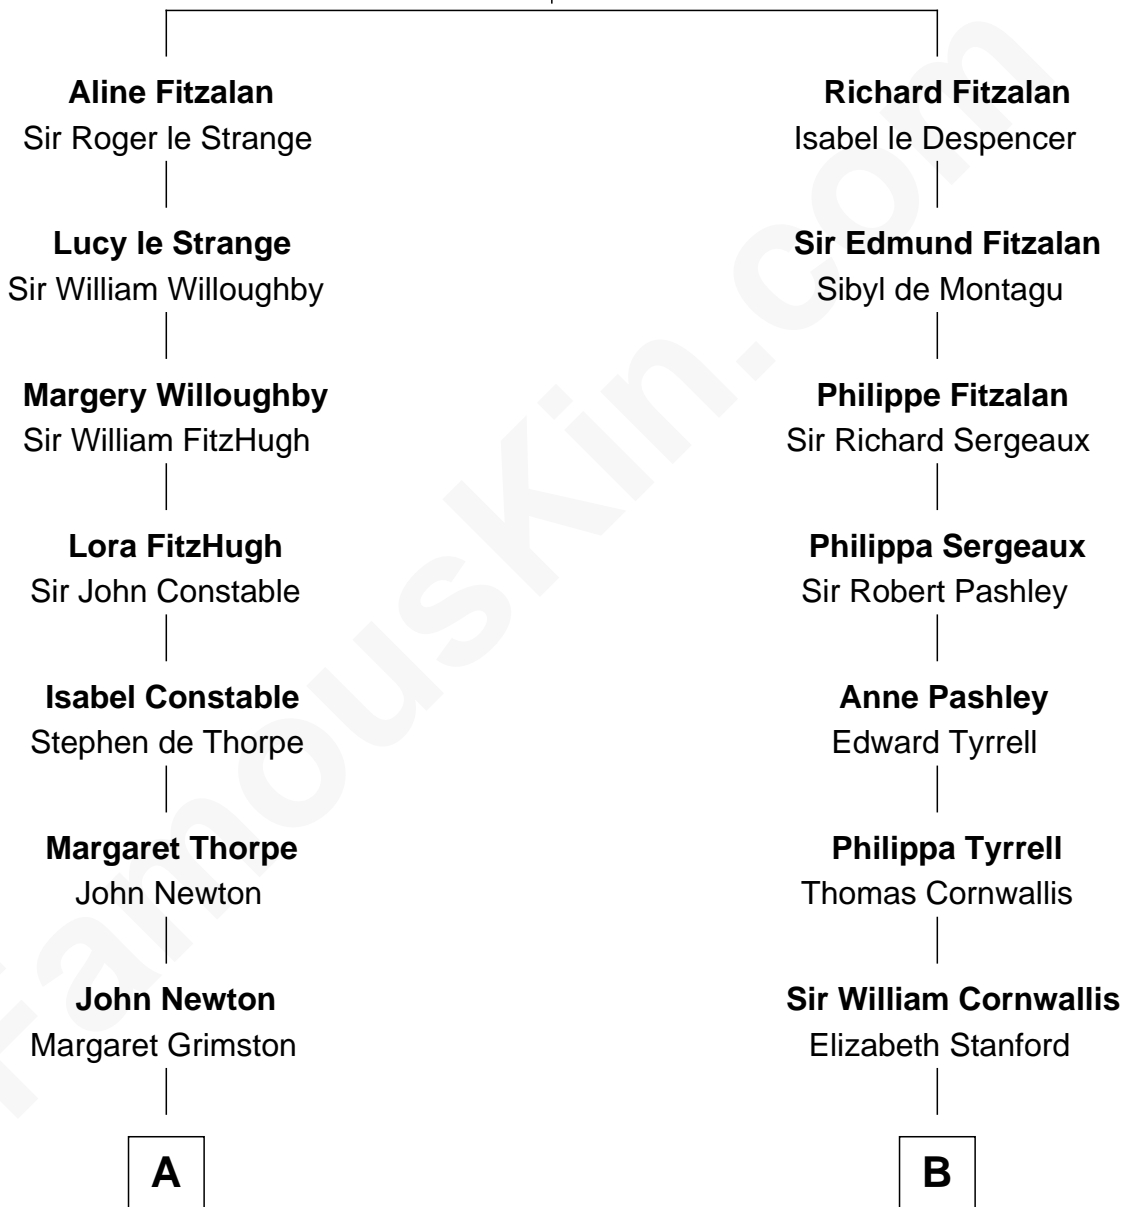 Aline Fitzalan
Sir Roger le Strange
Lucy le Strange
Sir William Willoughby
Margery Willoughby
Sir William FitzHugh
Lora FitzHugh
Sir John Constable
Isabel Constable
Stephen de Thorpe
Margaret Thorpe
John Newton
John Newton
Margaret Grimston
A
Richard Fitzalan
Isabel le Despencer
Sir Edmund Fitzalan
Sibyl de Montagu
Philippe Fitzalan
Sir Richard Sergeaux
Philippa Sergeaux
Sir Robert Pashley
Anne Pashley
Edward Tyrrell
Philippa Tyrrell
Thomas Cornwallis
Sir William Cornwallis
Elizabeth Stanford
B
FamousKin.com